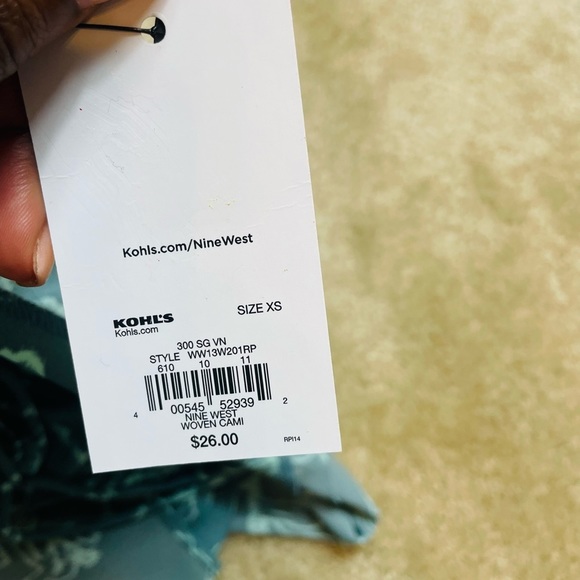 Kohls.com/NineWest
KOHL'S SIZE XS
Kohls.com
300 SG VN
STYLE WW13W201RP
610 10 11
4 00545 52939 2
NINE WEST
WOVEN CAMI
$26.00 RPI14